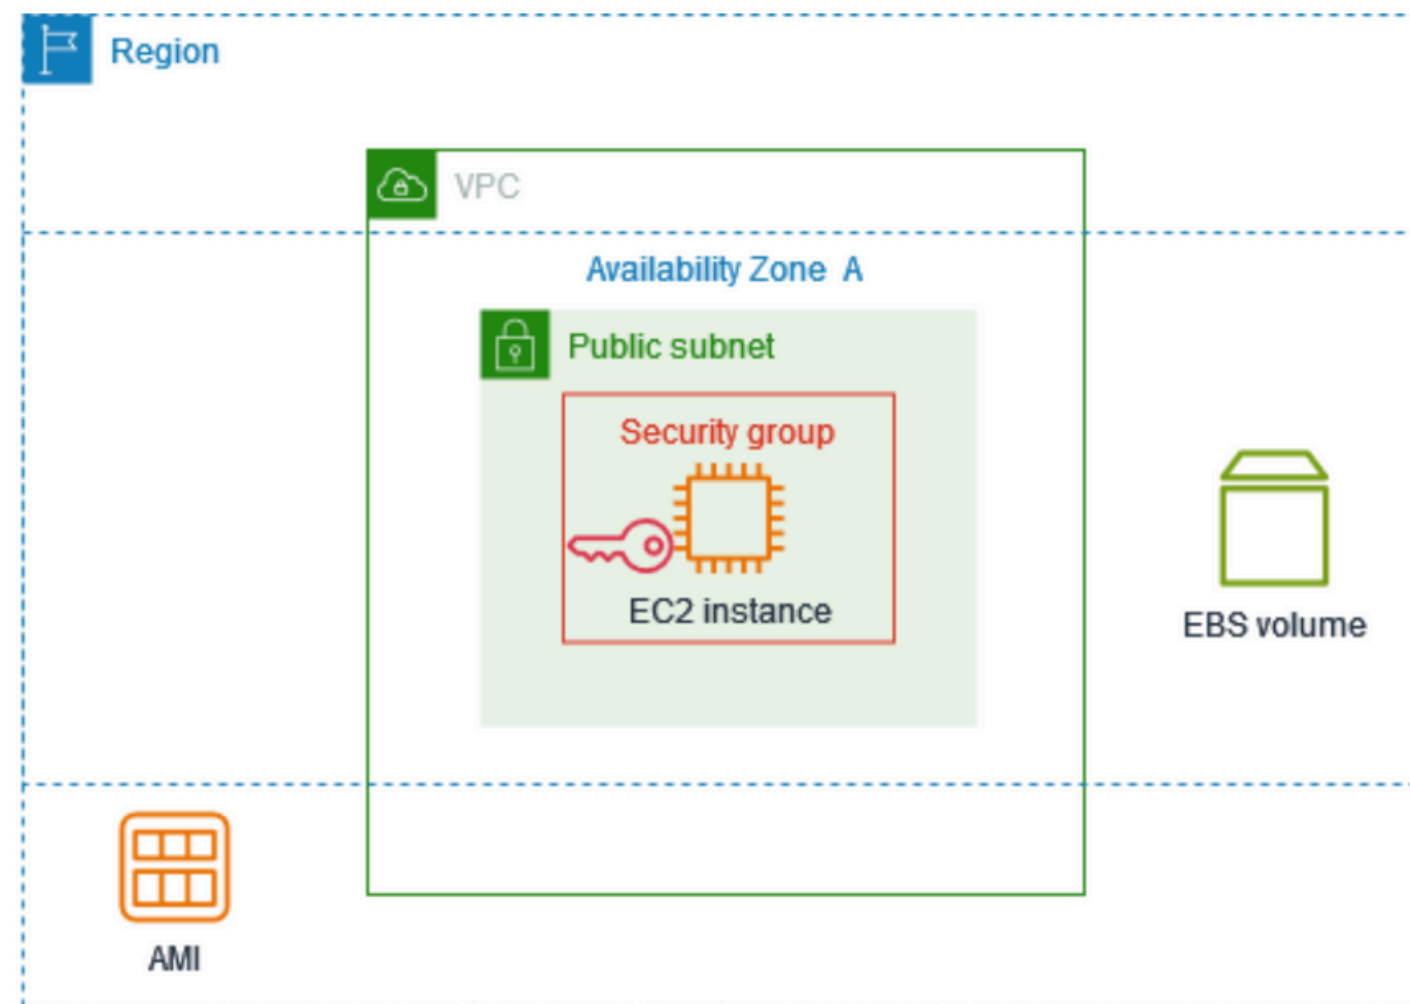 Region
VPC
Availability Zone A
Public subnet
Security group
EC2 instance
EBS volume
AMI